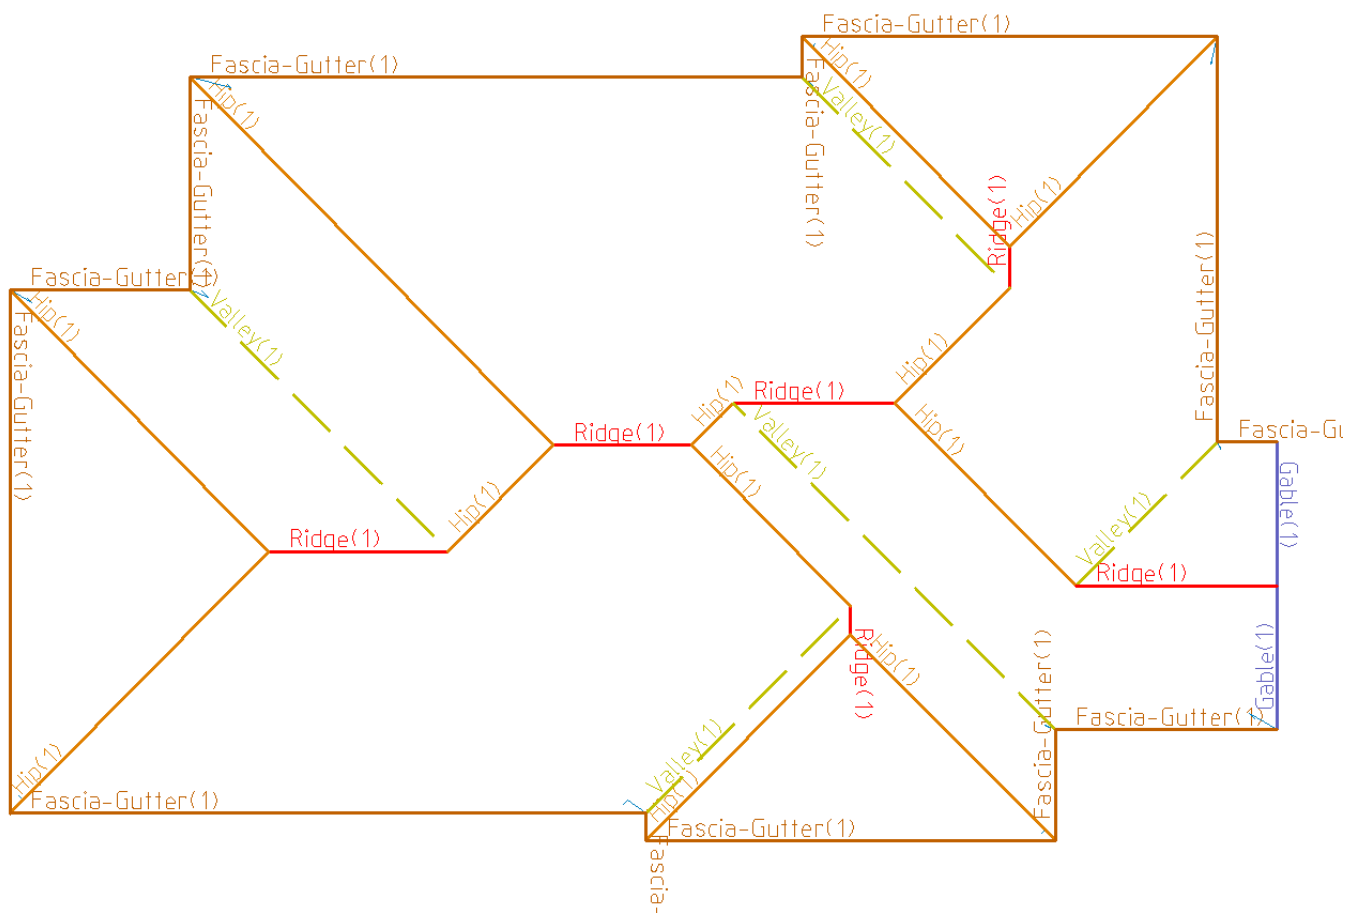 Fascia-Gutter(1)
Fascia-Gutter(1)
Hip(1)
Fascia-Gutter(1)
Valley(1)
Hip(1)
Fascia-Gutter(1)
Ridge(1)
Hip(1)
Fascia-Gutter(1)
Fascia-Gutter(1)
Hip(1)
Valley(1)
Fascia-Gutter(1)
Hip(1)
Ridge(1)
Hip(1)
Valley(1)
Hip(1)
Fascia-Gu
Ridge(1)
Hip(1)
Gable(1)
Hip(1)
Valley(1)
Ridge(1)
Ridge(1)
Hip(1)
Ridge(1)
Fascia-Gutter(1)
Gable(1)
Valley(1)
Fascia-Gutter(1)
Hip(1)
Hip(1)
Fascia-Gutter(1)
Fascia-Gutter(1)
Fascia-